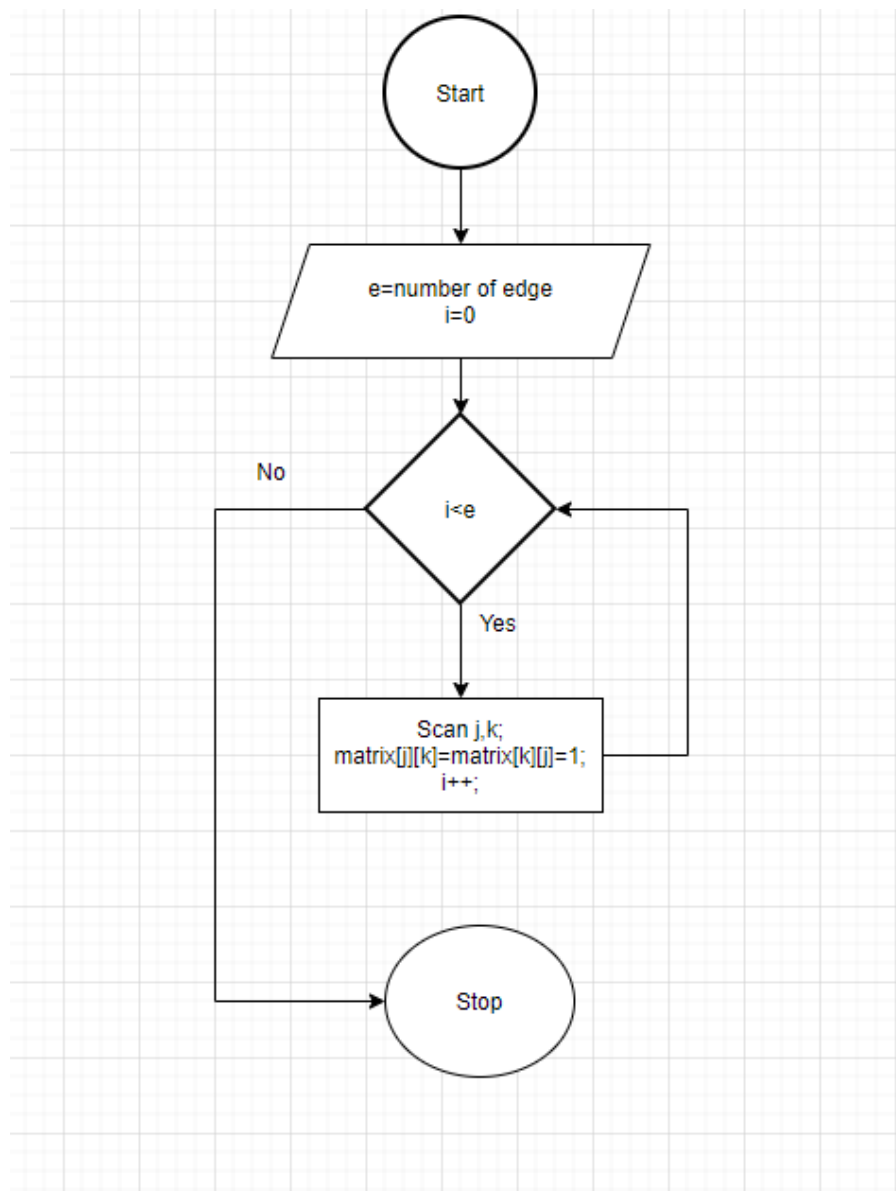 Start
e=number of edge
i=0
No
i<e
Yes
Scan j,k;
matrix[j][k]=matrix[k][j]=1;
i++;
Stop